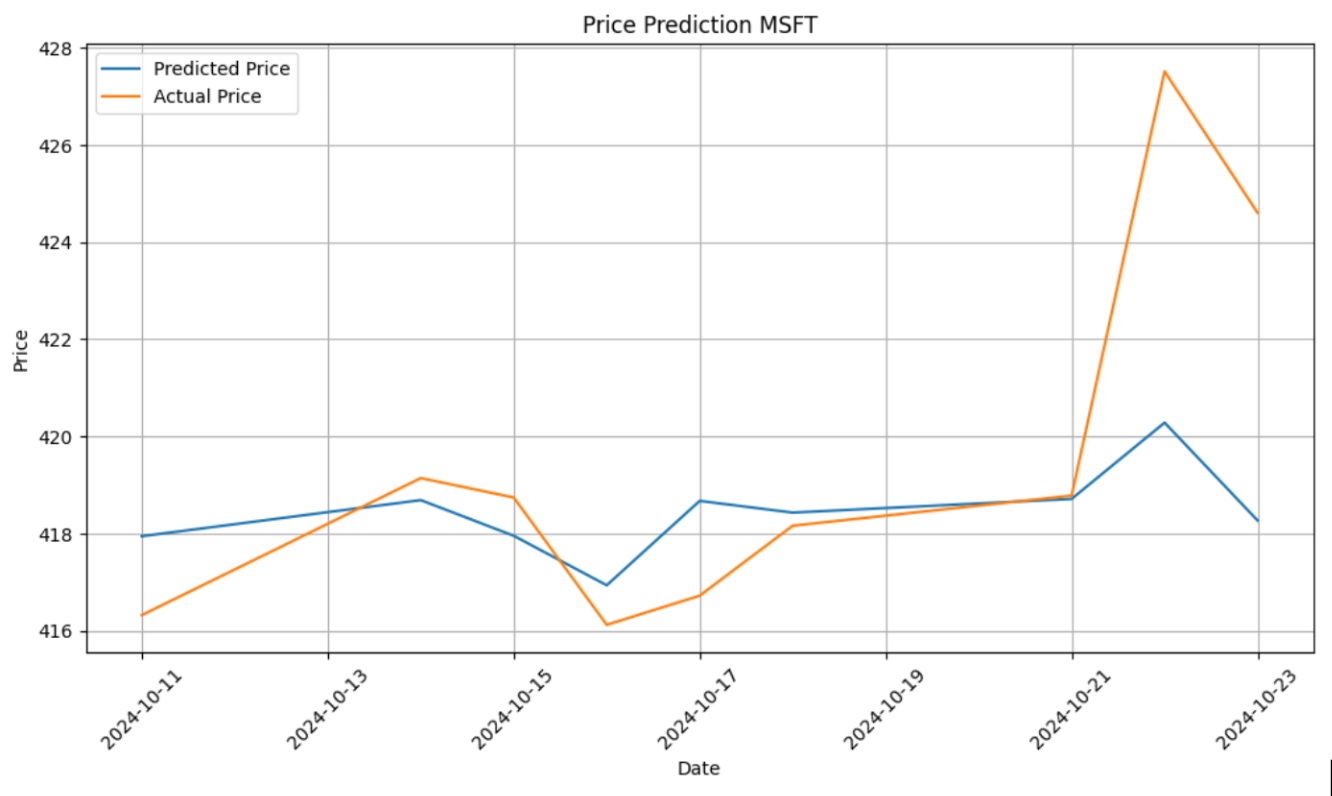 Price Prediction MSFT
428
426
424
422
420
418
416
Price
Predicted Price
Actual Price
2024-10-11
2024-10-13
2024-10-15
2024-10-17
2024-10-19
2024-10-21
2024-10-23
Date